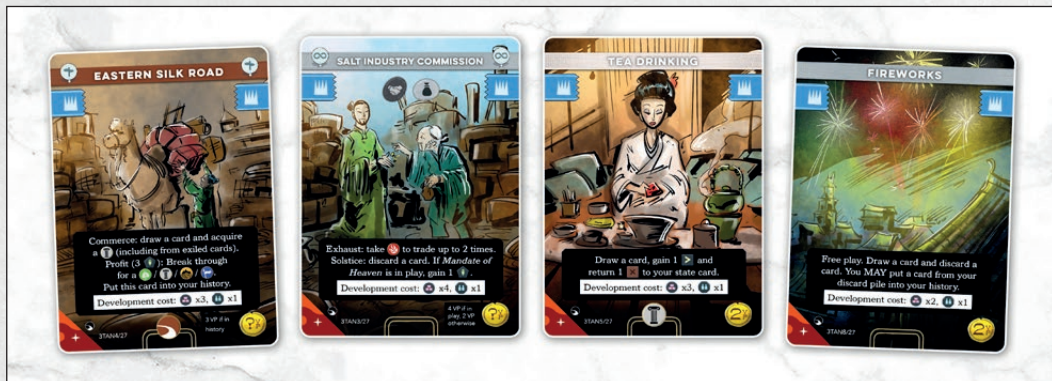 EASTERN SILK ROAD
Commerce: draw a card and acquire
a (including from exiled cards).
Profit (3 ): Break through
for a / / / .
Put this card into your history.
Development cost: x3, x1
3TAN4/27
3 VP if in
history
?
SALT INDUSTRY COMMISSION
Exhaust: take to trade up to 2 times.
Solstice: discard a card. If Mandate of
Heaven is in play, gain 1 .
Development cost: x4, x1
3TAN3/27
4 VP if in
play, 2 VP
otherwise
?
TEA DRINKING
Draw a card, gain 1 and
return 1 to your state card.
Development cost: x3, x1
3TAN5/27
2
FIREWORKS
Free play. Draw a card and discard a
card. You MAY put a card from your
discard pile into your history.
Development cost: x2, x1
3TAN8/27
2